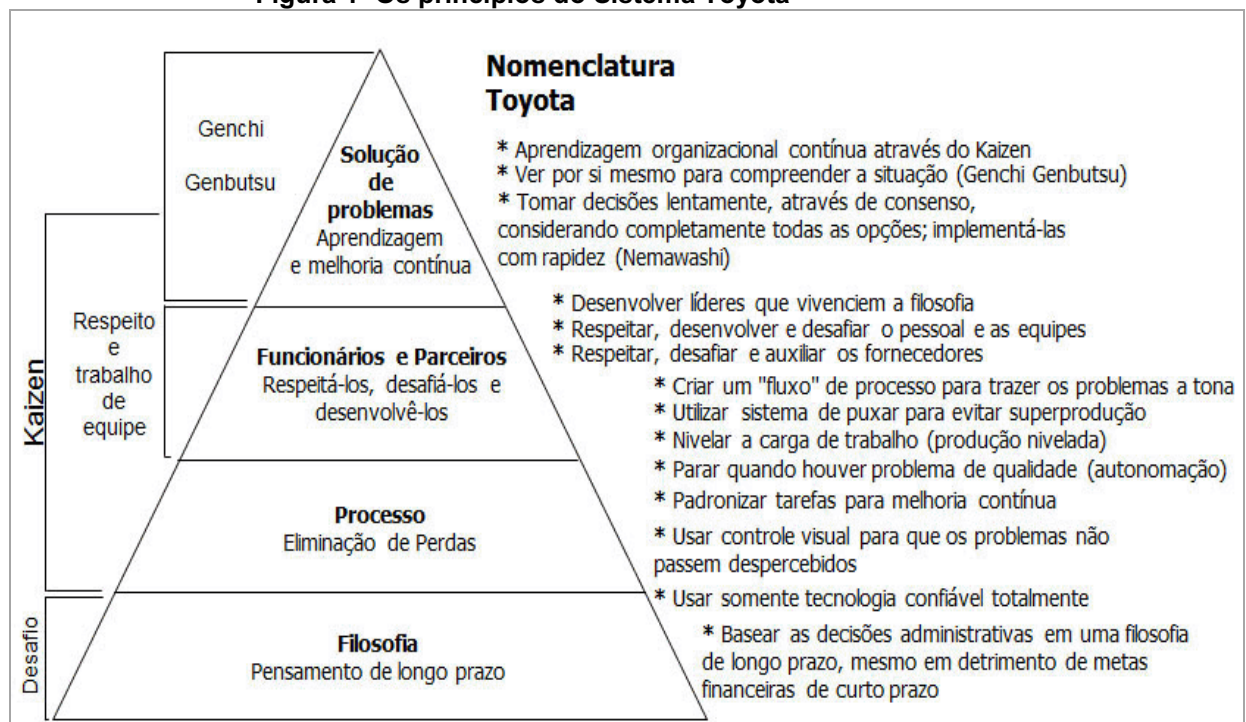 Figura 1- Os princípios do Sistema Toyota
Nomenclatura
Toyota
Genchi
Genbutsu
Solução
de
problemas
Aprendizagem
e melhoria contínua
* Aprendizagem organizacional contínua através do Kaizen
* Ver por si mesmo para compreender a situação (Genchi Genbutsu)
* Tomar decisões lentamente, através de consenso,
considerando completamente todas as opções; implementá-las
com rapidez (Nemawashi)
Kaizen
Respeito
e
trabalho
de
equipe
Funcionários e Parceiros
Respeitá-los, desafiá-los e
desenvolvê-los
* Desenvolver líderes que vivenciem a filosofia
* Respeitar, desenvolver e desafiar o pessoal e as equipes
* Respeitar, desafiar e auxiliar os fornecedores
Processo
Eliminação de Perdas
* Criar um "fluxo" de processo para trazer os problemas a tona
* Utilizar sistema de puxar para evitar superprodução
* Nivelar a carga de trabalho (produção nivelada)
* Parar quando houver problema de qualidade (autonomação)
* Padronizar tarefas para melhoria contínua
* Usar controle visual para que os problemas não
passem despercebidos
* Usar somente tecnologia confiável totalmente
Desafio
Filosofia
Pensamento de longo prazo
* Basear as decisões administrativas em uma filosofia
de longo prazo, mesmo em detrimento de metas
financeiras de curto prazo